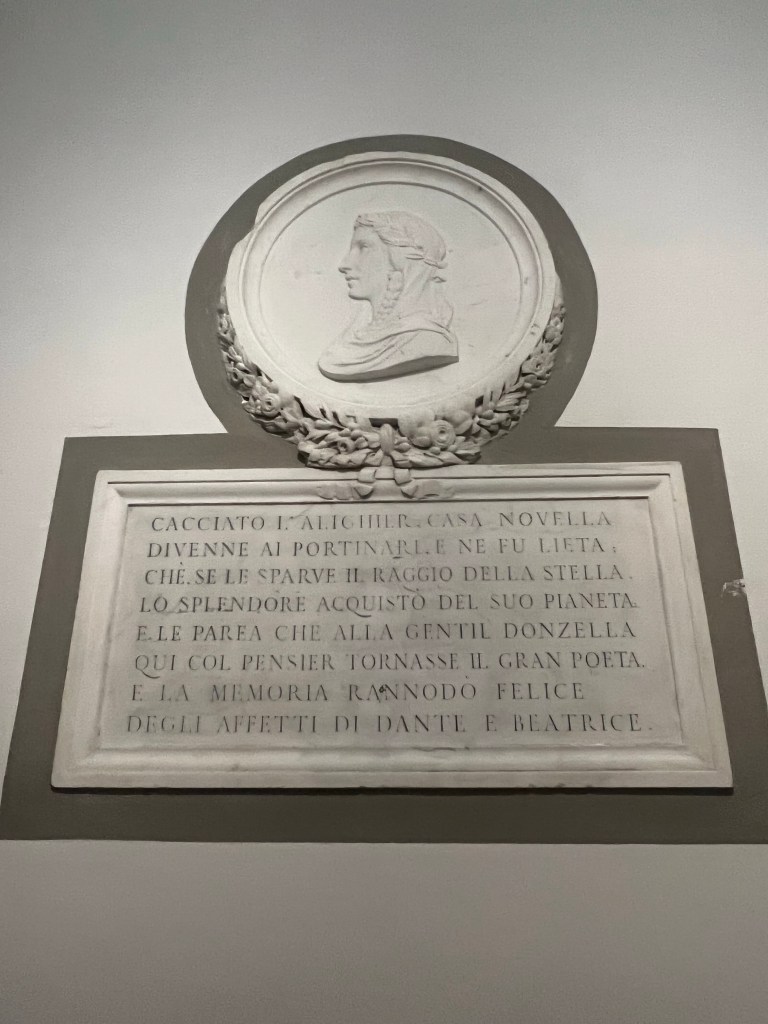 CACCIATO L'ALIGHIER. CASA NOVELLA
DIVENNE AI PORTINARI. E NE FU LIETA;
CHÈ. SE LE SPARVE IL RAGGIO DELLA STELLA.
LO SPLENDORE ACQUISTÒ DEL SUO PIANETA.
E. LE PAREA CHE ALLA GENTIL DONZELLA
QUI COL PENSIER TORNASSE IL GRAN POETA.
E LA MEMORIA RANNODÒ FELICE
DEGLI AFFETTI DI DANTE E BEATRICE.